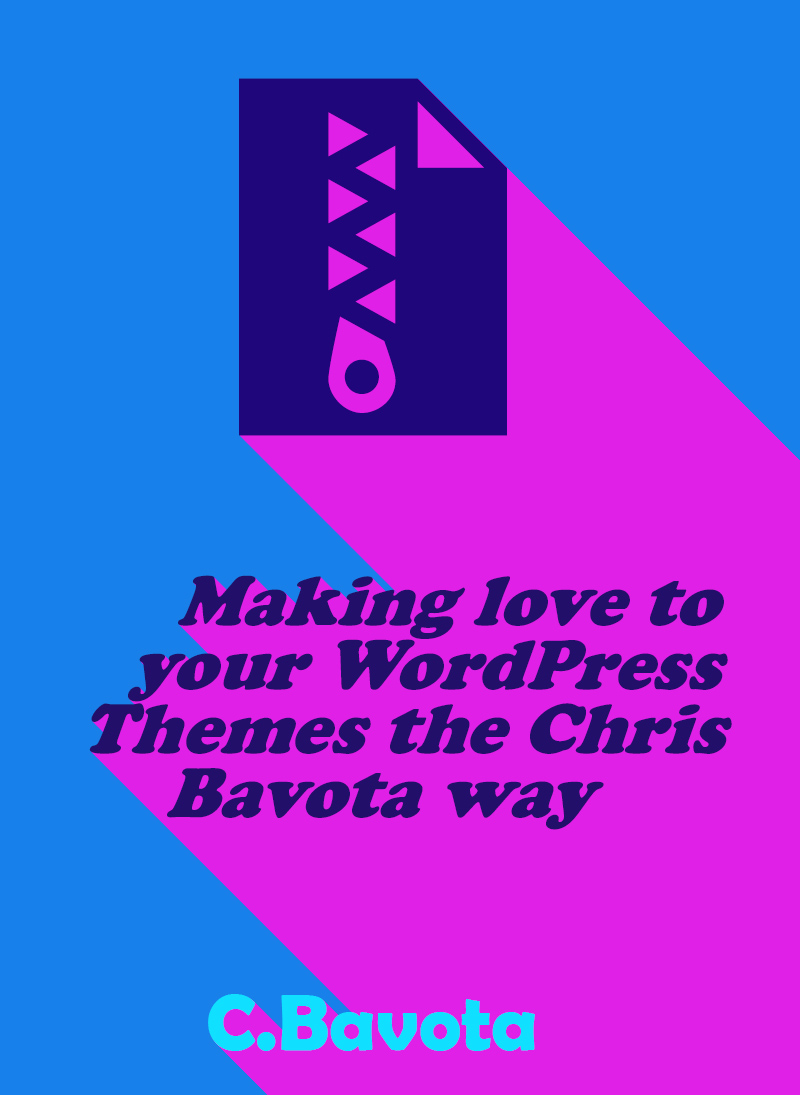 Making love to
your WordPress
Themes the Chris
Bavota way
C.Bavota